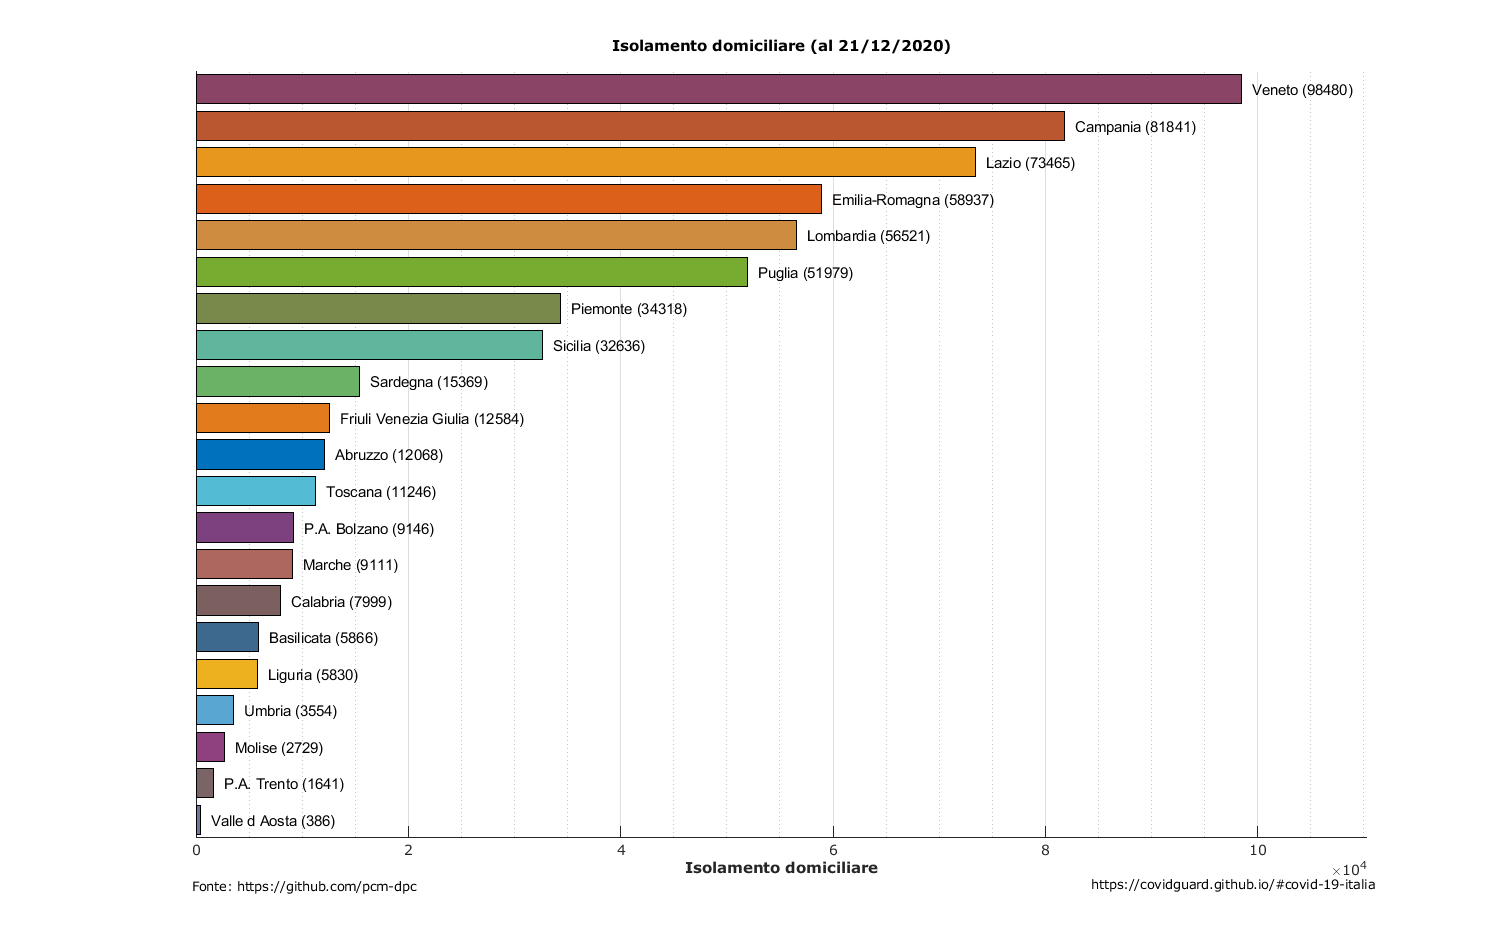 Isolamento domiciliare (al 21/12/2020)
Veneto (98480)
Campania (81841)
Lazio (73465)
Emilia-Romagna (58937)
Lombardia (56521)
Puglia (51979)
Piemonte (34318)
Sicilia (32636)
Sardegna (15369)
Friuli Venezia Giulia (12584)
Abruzzo (12068)
Toscana (11246)
P.A. Bolzano (9146)
Marche (9111)
Calabria (7999)
Basilicata (5866)
Liguria (5830)
Umbria (3554)
Molise (2729)
P.A. Trento (1641)
Valle d Aosta (386)
0 2 4 6 8 10
Isolamento domiciliare
×10⁴
Fonte: https://github.com/pcm-dpc
https://covidguard.github.io/#covid-19-italia